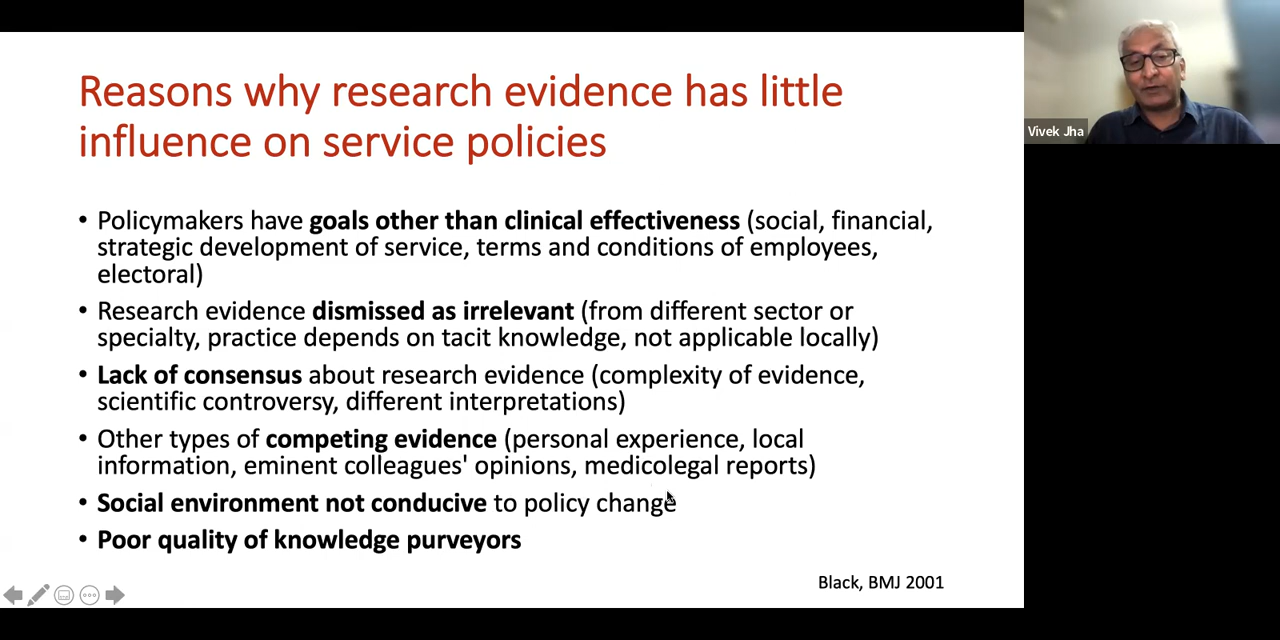 Reasons why research evidence has little
influence on service policies
• Policymakers have goals other than clinical effectiveness (social, financial,
strategic development of service, terms and conditions of employees,
electoral)
• Research evidence dismissed as irrelevant (from different sector or
specialty, practice depends on tacit knowledge, not applicable locally)
• Lack of consensus about research evidence (complexity of evidence,
scientific controversy, different interpretations)
• Other types of competing evidence (personal experience, local
information, eminent colleagues' opinions, medicolegal reports)
• Social environment not conducive to policy change
• Poor quality of knowledge purveyors
Black, BMJ 2001
Vivek Jha